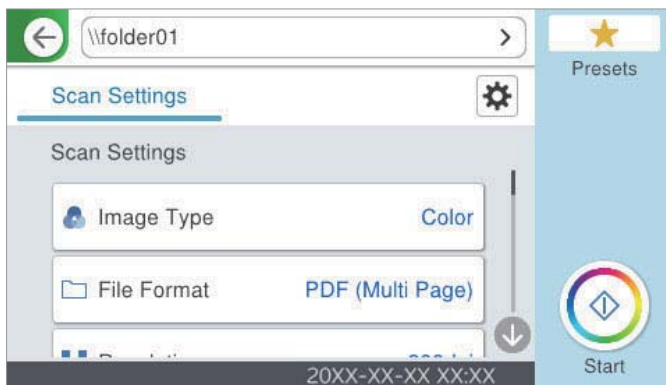 \\folder01
Presets
Scan Settings
Scan Settings
Image Type Color
File Format PDF (Multi Page)
20XX-XX-XX XX:XX
Start